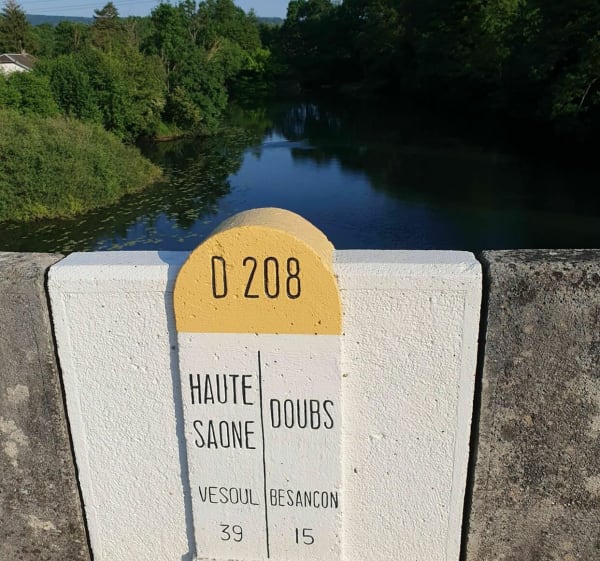 D 208
HAUTE
SAONE
DOUBS
VESOUL
39
BESANCON
15